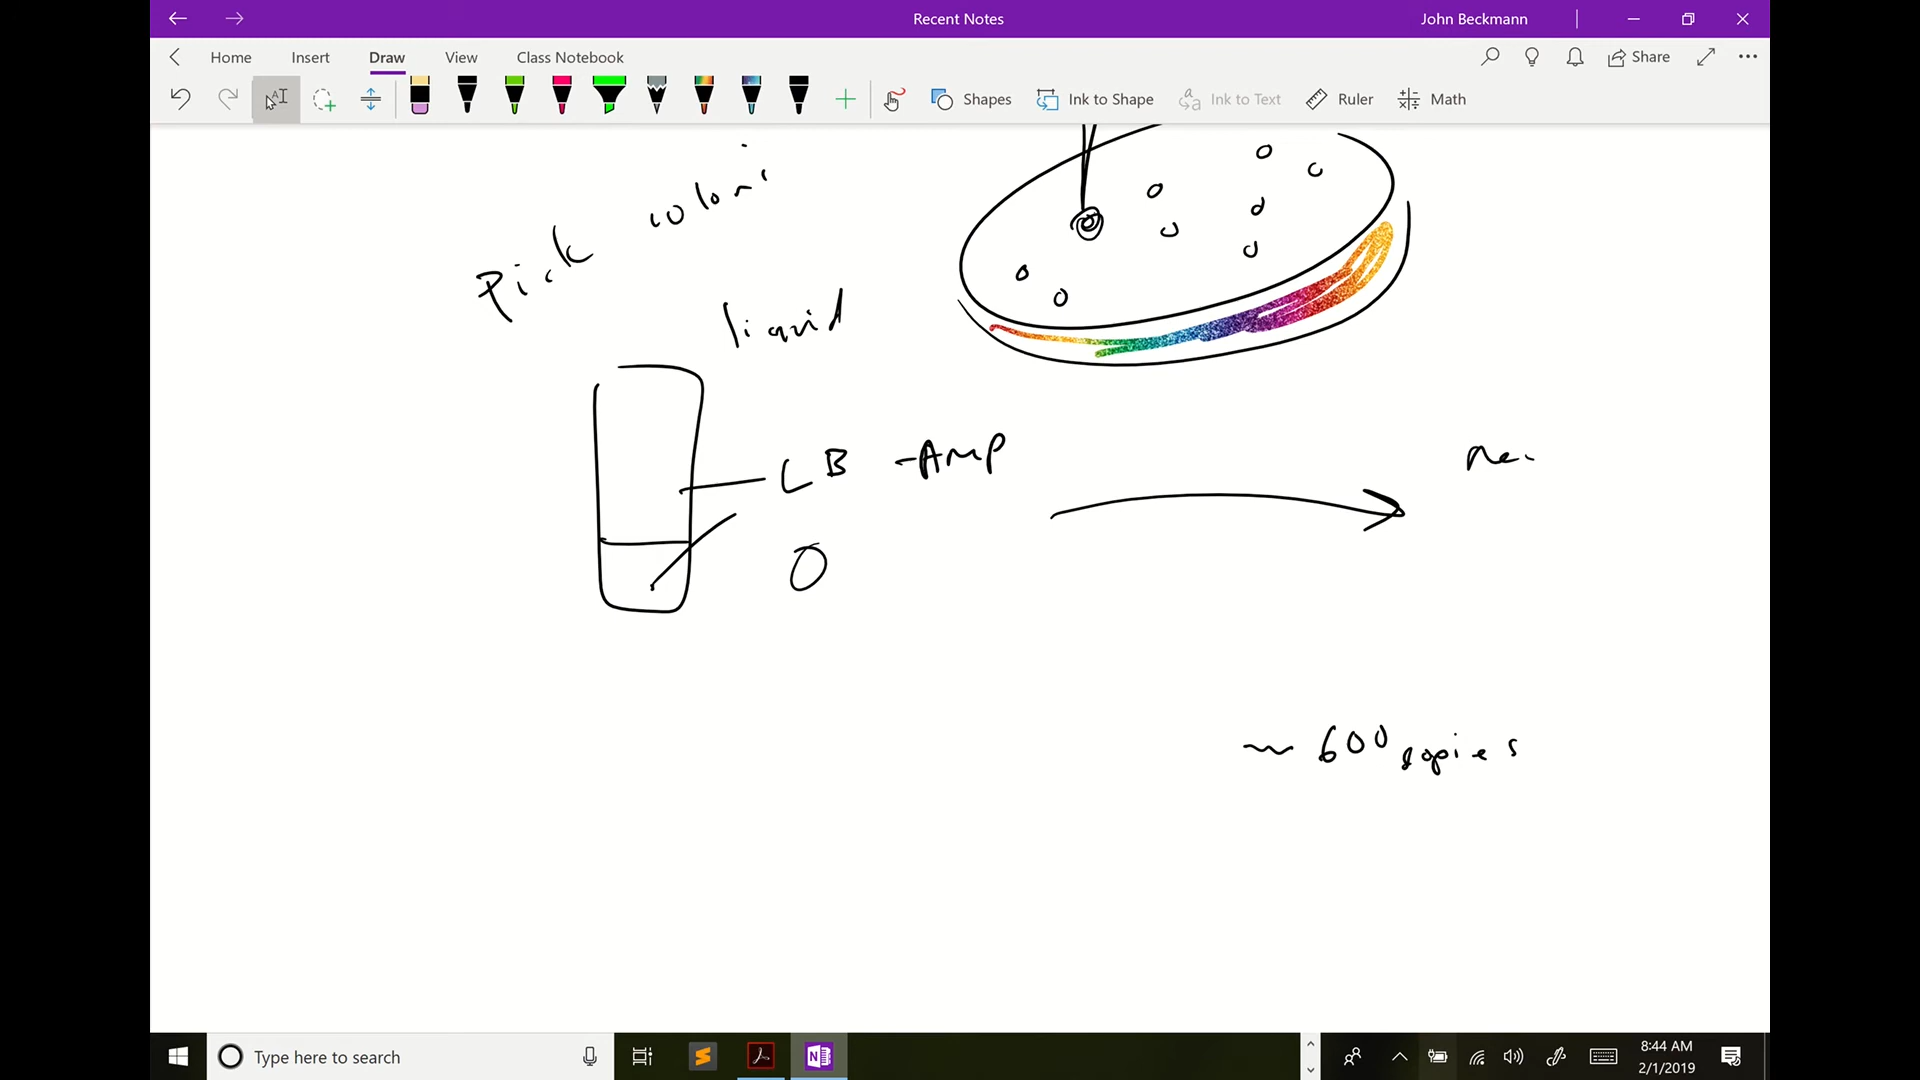 Recent Notes
John Beckmann
Home Insert Draw View Class Notebook
Share
Shapes Ink to Shape Ink to Text Ruler Math
Pick coloni
liquid
LB -AMP
O
~ 600 copies
Type here to search
8:44 AM
2/1/2019